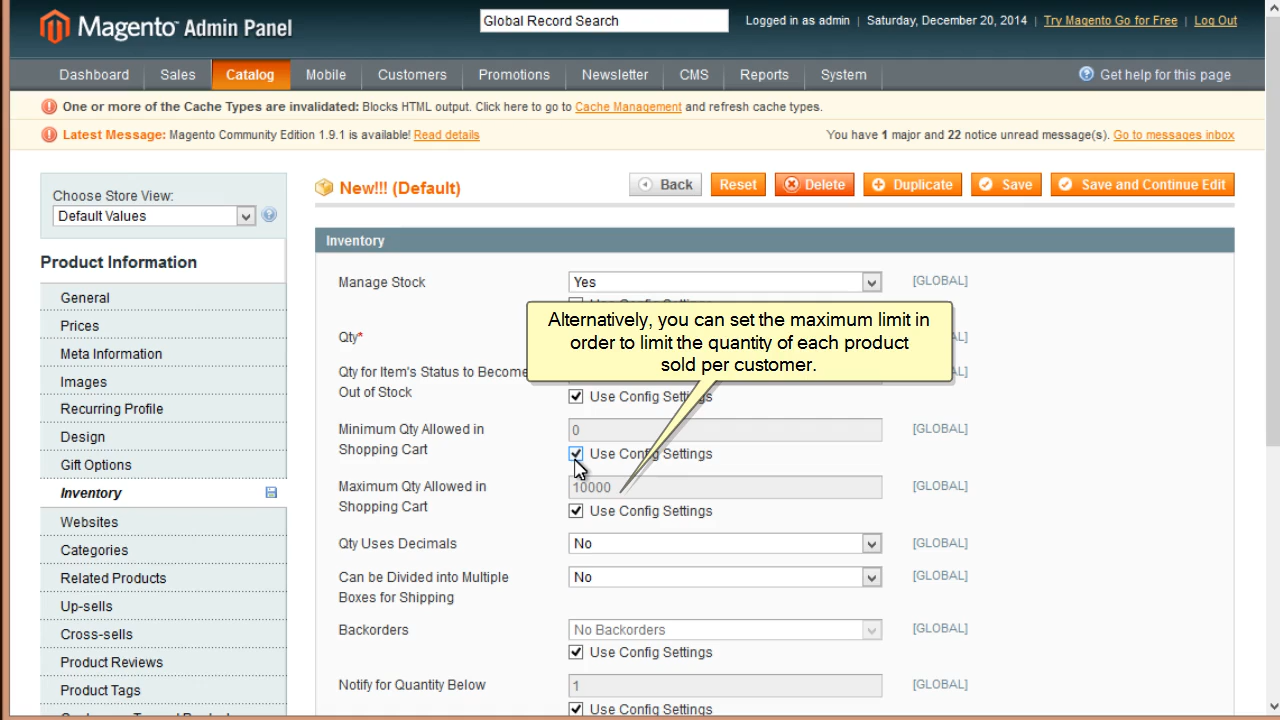 Magento™ Admin Panel
Global Record Search
Logged in as admin | Saturday, December 20, 2014 | Try Magento Go for Free | Log Out
Dashboard Sales Catalog Mobile Customers Promotions Newsletter CMS Reports System Get help for this page
One or more of the Cache Types are invalidated: Blocks HTML output. Click here to go to Cache Management and refresh cache types.
Latest Message: Magento Community Edition 1.9.1 is available! Read details
You have 1 major and 22 notice unread message(s). Go to messages inbox
Choose Store View:
Default Values
Product Information
General
Prices
Meta Information
Images
Recurring Profile
Design
Gift Options
Inventory
Websites
Categories
Related Products
Up-sells
Cross-sells
Product Reviews
Product Tags
New!!! (Default)
Back Reset Delete Duplicate Save Save and Continue Edit
Inventory
Manage Stock Yes [GLOBAL]
Alternatively, you can set the maximum limit in
order to limit the quantity of each product
sold per customer.
Qty*
Qty for Item's Status to Become
Out of Stock
Use Config Settings
Minimum Qty Allowed in
Shopping Cart
0 [GLOBAL]
Use Config Settings
Maximum Qty Allowed in
Shopping Cart
10000 [GLOBAL]
Use Config Settings
Qty Uses Decimals No [GLOBAL]
Can be Divided into Multiple
Boxes for Shipping
No [GLOBAL]
Backorders No Backorders [GLOBAL]
Use Config Settings
Notify for Quantity Below 1 [GLOBAL]
Use Config Settings